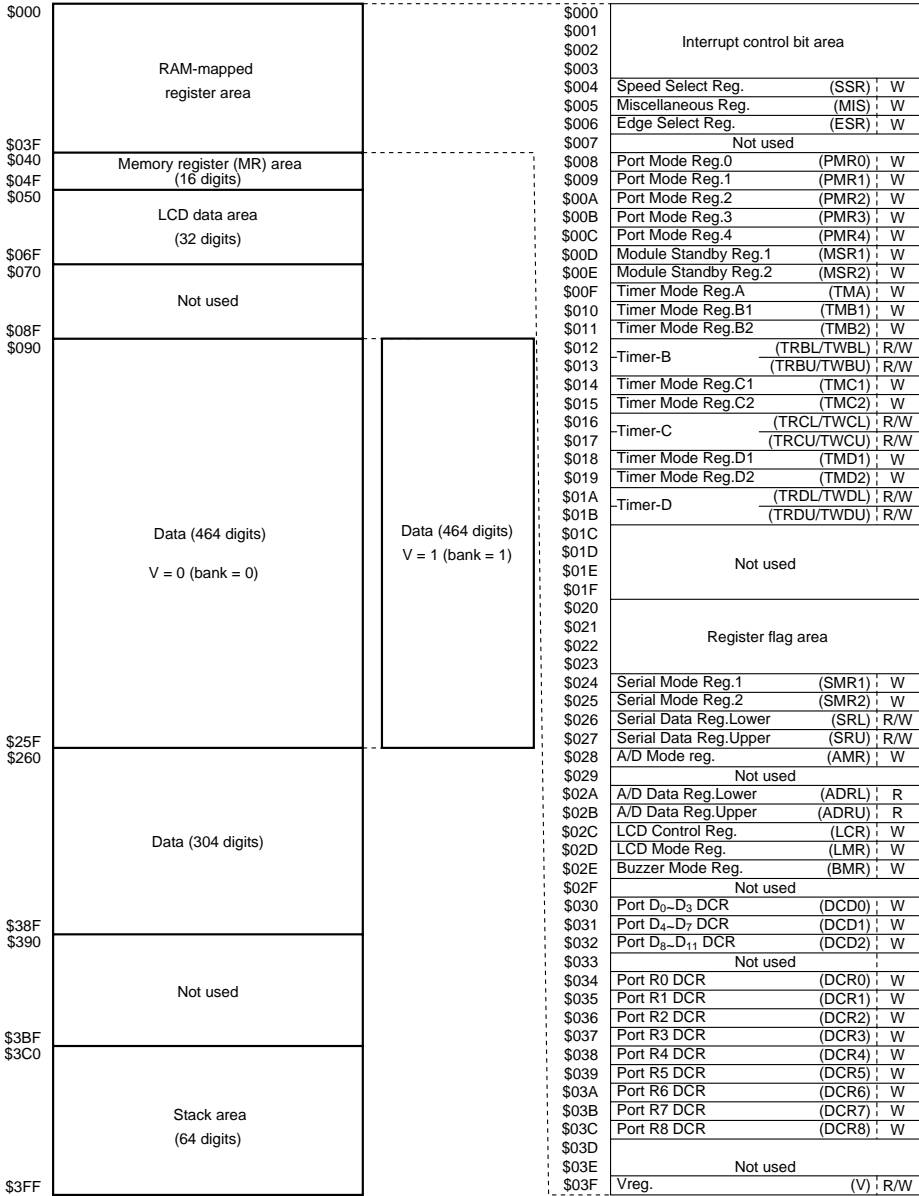 $000
RAM-mapped
register area
$03F
$040
Memory register (MR) area
(16 digits)
$04F
$050
LCD data area
(32 digits)
$06F
$070
Not used
$08F
$090
Data (464 digits)
V = 0 (bank = 0)
Data (464 digits)
V = 1 (bank = 1)
$25F
$260
Data (304 digits)
$38F
$390
Not used
$3BF
$3C0
Stack area
(64 digits)
$3FF
$000
$001
$002
$003
Interrupt control bit area
$004 Speed Select Reg. (SSR) W
$005 Miscellaneous Reg. (MIS) W
$006 Edge Select Reg. (ESR) W
$007 Not used
$008 Port Mode Reg.0 (PMR0) W
$009 Port Mode Reg.1 (PMR1) W
$00A Port Mode Reg.2 (PMR2) W
$00B Port Mode Reg.3 (PMR3) W
$00C Port Mode Reg.4 (PMR4) W
$00D Module Standby Reg.1 (MSR1) W
$00E Module Standby Reg.2 (MSR2) W
$00F Timer Mode Reg.A (TMA) W
$010 Timer Mode Reg.B1 (TMB1) W
$011 Timer Mode Reg.B2 (TMB2) W
$012 (TRBL/TWBL) R/W
Timer-B
$013 (TRBU/TWBU) R/W
$014 Timer Mode Reg.C1 (TMC1) W
$015 Timer Mode Reg.C2 (TMC2) W
$016 (TRCL/TWCL) R/W
Timer-C
$017 (TRCU/TWCU) R/W
$018 Timer Mode Reg.D1 (TMD1) W
$019 Timer Mode Reg.D2 (TMD2) W
$01A (TRDL/TWDL) R/W
Timer-D
$01B (TRDU/TWDU) R/W
$01C
$01D
Not used
$01E
$01F
$020
$021
Register flag area
$022
$023
$024 Serial Mode Reg.1 (SMR1) W
$025 Serial Mode Reg.2 (SMR2) W
$026 Serial Data Reg.Lower (SRL) R/W
$027 Serial Data Reg.Upper (SRU) R/W
$028 A/D Mode reg. (AMR) W
$029 Not used
$02A A/D Data Reg.Lower (ADRL) R
$02B A/D Data Reg.Upper (ADRU) R
$02C LCD Control Reg. (LCR) W
$02D LCD Mode Reg. (LMR) W
$02E Buzzer Mode Reg. (BMR) W
$02F Not used
$030 Port D₀~D₃ DCR (DCD0) W
$031 Port D₄~D₇ DCR (DCD1) W
$032 Port D₈~D₁₁ DCR (DCD2) W
$033 Not used
$034 Port R0 DCR (DCR0) W
$035 Port R1 DCR (DCR1) W
$036 Port R2 DCR (DCR2) W
$037 Port R3 DCR (DCR3) W
$038 Port R4 DCR (DCR4) W
$039 Port R5 DCR (DCR5) W
$03A Port R6 DCR (DCR6) W
$03B Port R7 DCR (DCR7) W
$03C Port R8 DCR (DCR8) W
$03D
$03E Not used
$03F Vreg. (V) R/W